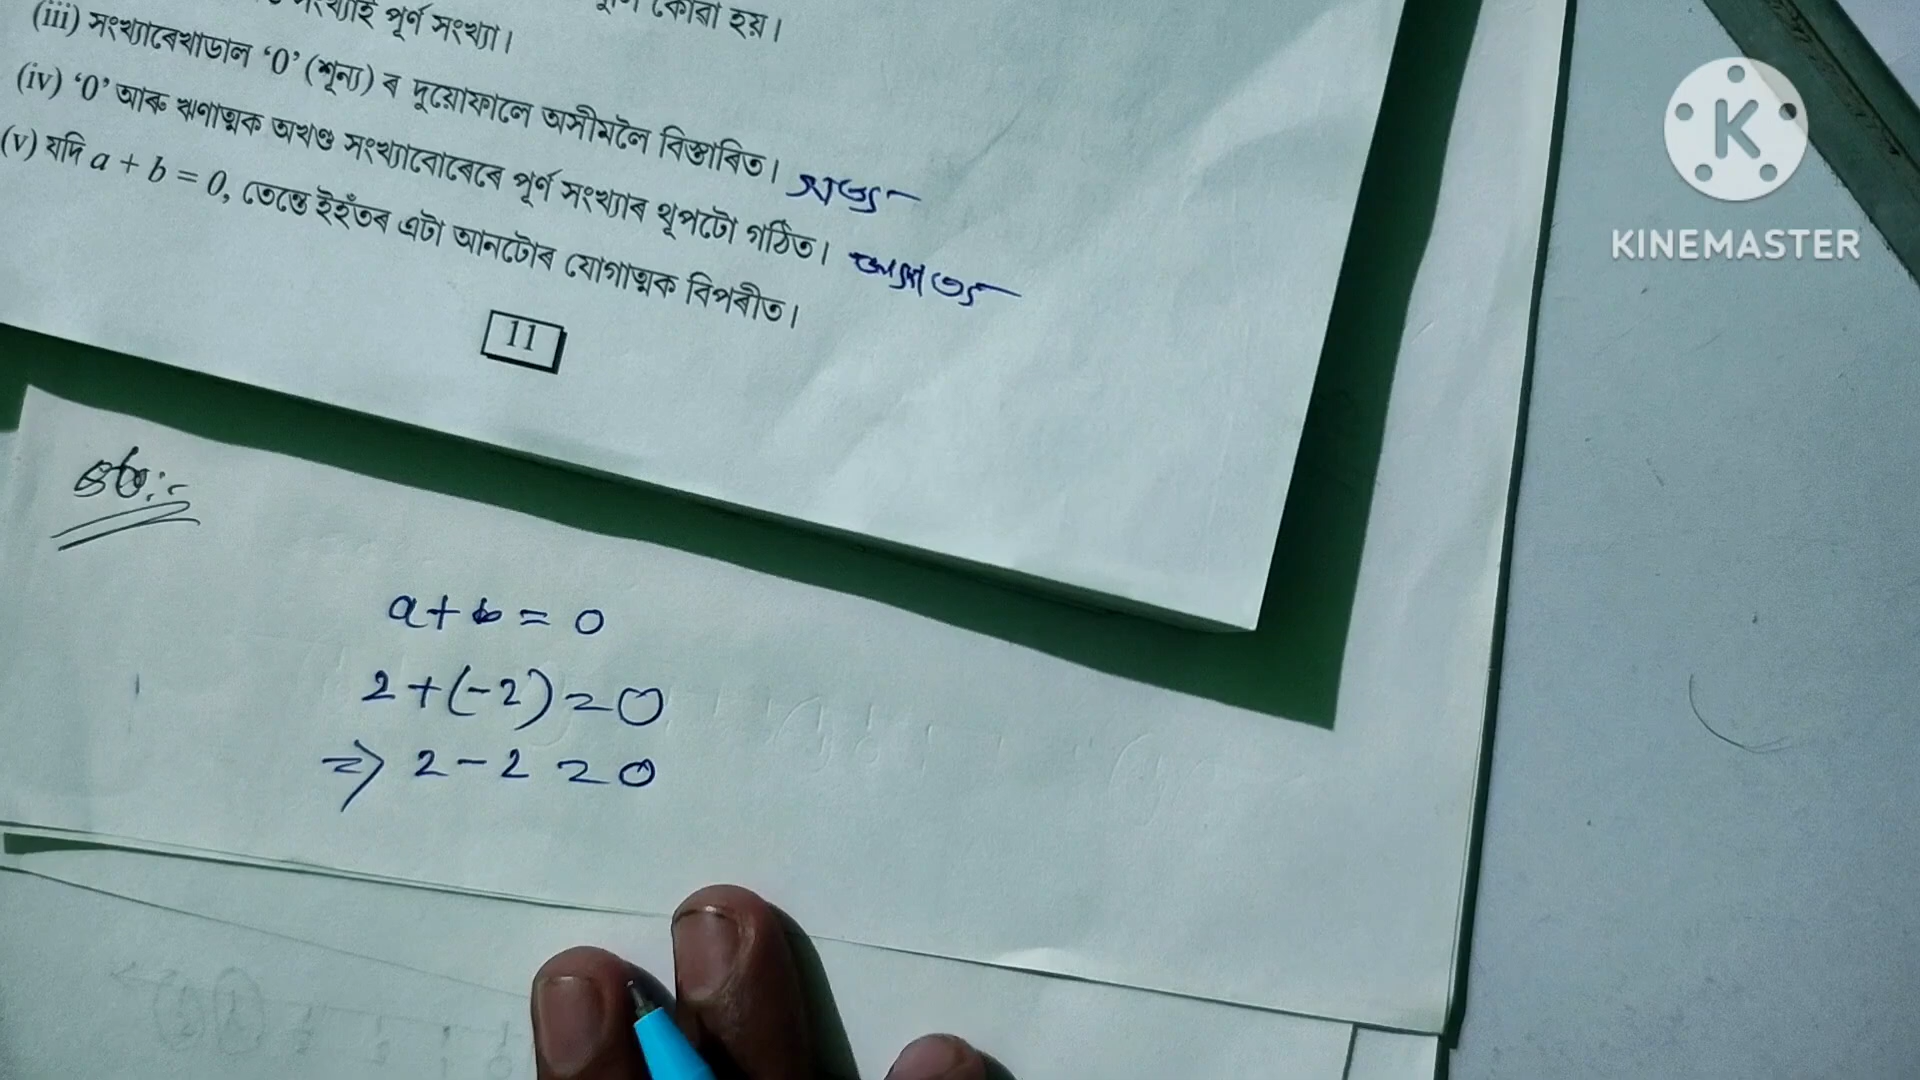 সংখ্যাই পূৰ্ণ সংখ্যা।
কোৱা হয়।
(iii) সংখ্যাৰেখাডাল ‘0’ (শূন্য) ৰ দুয়োফালে অসীমলৈ বিস্তাৰিত। সত্য
(iv) ‘0’ আৰু ঋণাত্মক অখণ্ড সংখ্যাবোৰেৰে পূৰ্ণ সংখ্যাৰ থূপটো গঠিত। অসত্য
(v) যদি a + b = 0, তেন্তে ইহঁতৰ এটা আনটোৰ যোগাত্মক বিপৰীত।
11
a + b = 0
2 + (-2) = 0
⇒ 2 - 2 = 0
K
KINEMASTER